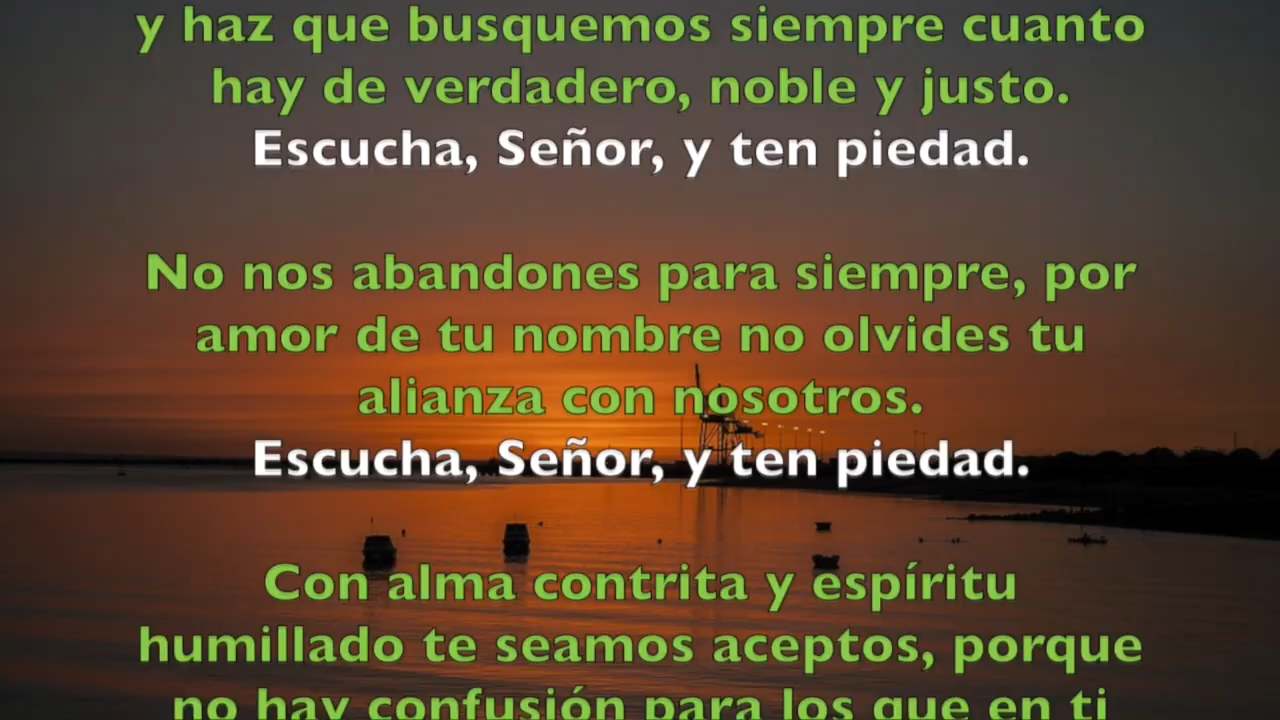 y haz que busquemos siempre cuanto
hay de verdadero, noble y justo.
Escucha, Señor, y ten piedad.
No nos abandones para siempre, por
amor de tu nombre no olvides tu
alianza con nosotros.
Escucha, Señor, y ten piedad.
Con alma contrita y espíritu
humillado te seamos aceptos, porque
no hay confusión para los que en ti